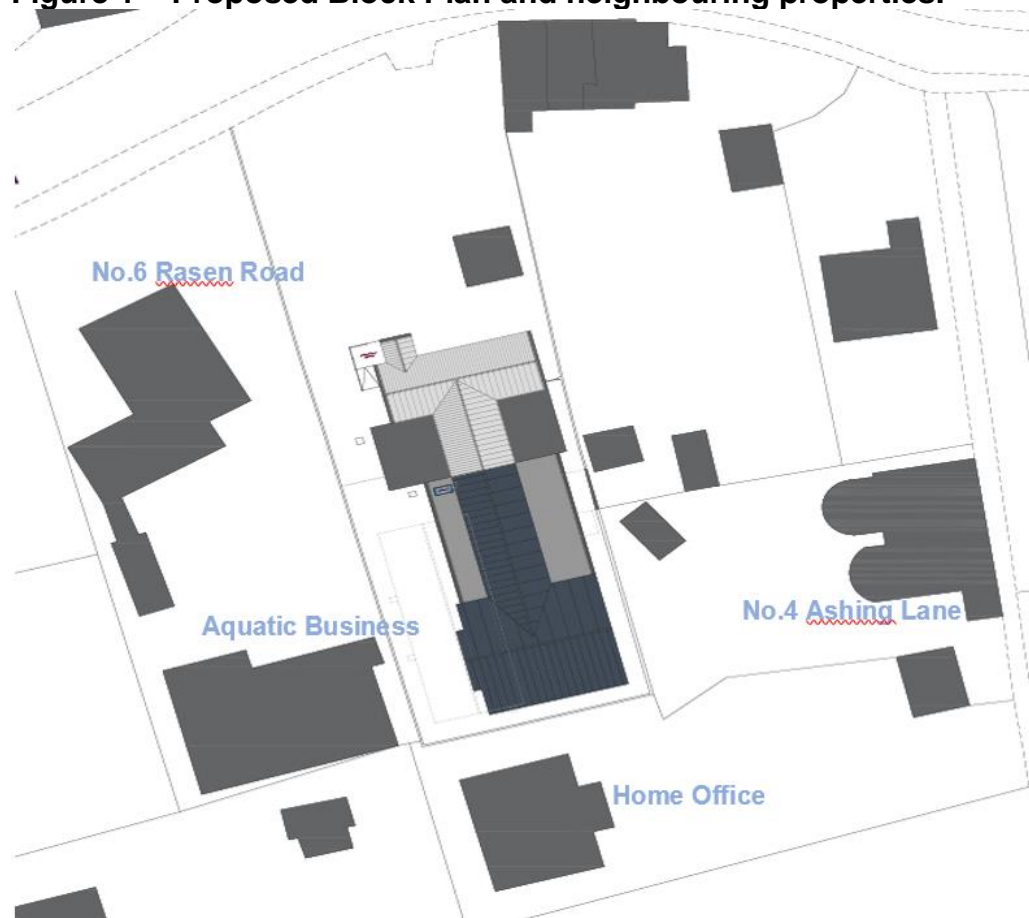 Figure 1 – Proposed Block Plan and neighbouring properties.
No.6 Rasen Road
Aquatic Business
No.4 Ashing Lane
Home Office